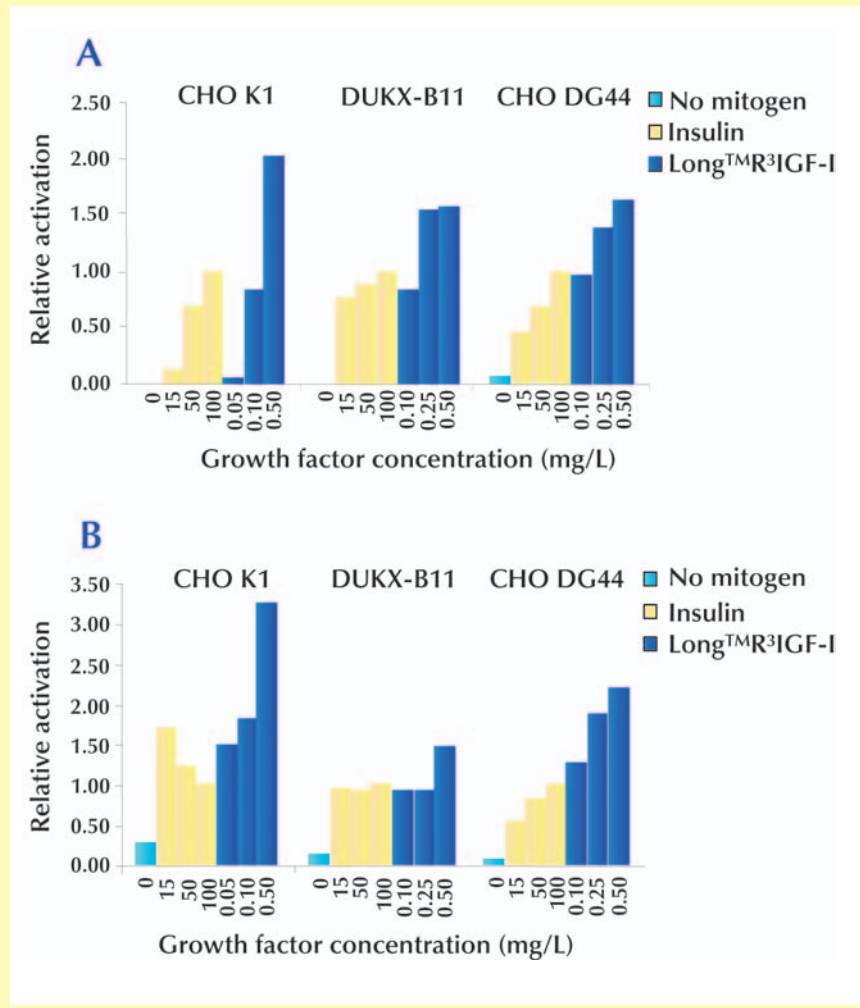 A
CHO K1 DUKX-B11 CHO DG44
No mitogen
Insulin
Long™R³IGF-I
2.50
2.00
1.50
1.00
0.50
0.00
Relative activation
0 15 50 100 0.05 0.10 0.50 0 15 50 100 0.10 0.25 0.50 0 15 50 100 0.10 0.25 0.50
Growth factor concentration (mg/L)
B
CHO K1 DUKX-B11 CHO DG44
No mitogen
Insulin
Long™R³IGF-I
3.50
3.00
2.50
2.00
1.50
1.00
0.50
0.00
Relative activation
0 15 50 100 0.05 0.10 0.50 0 15 50 100 0.10 0.25 0.50 0 15 50 100 0.10 0.25 0.50
Growth factor concentration (mg/L)